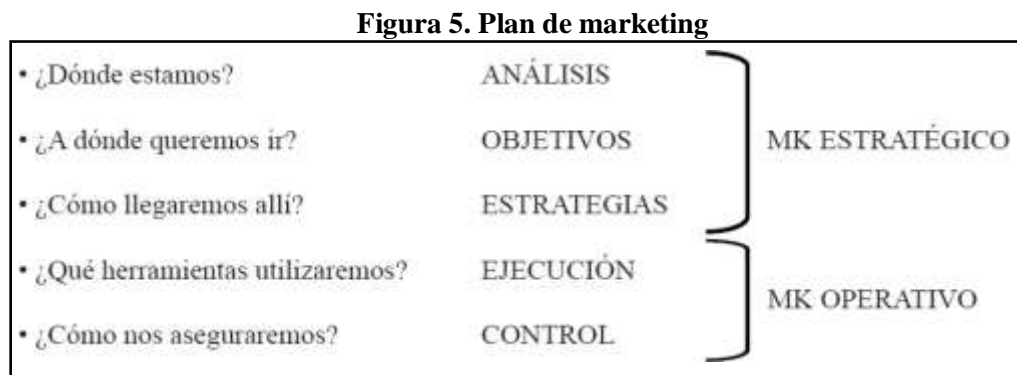 Figura 5. Plan de marketing
• ¿Dónde estamos? ANÁLISIS
• ¿A dónde queremos ir? OBJETIVOS MK ESTRATÉGICO
• ¿Cómo llegaremos allí? ESTRATEGIAS
• ¿Qué herramientas utilizaremos? EJECUCIÓN
MK OPERATIVO
• ¿Cómo nos aseguraremos? CONTROL